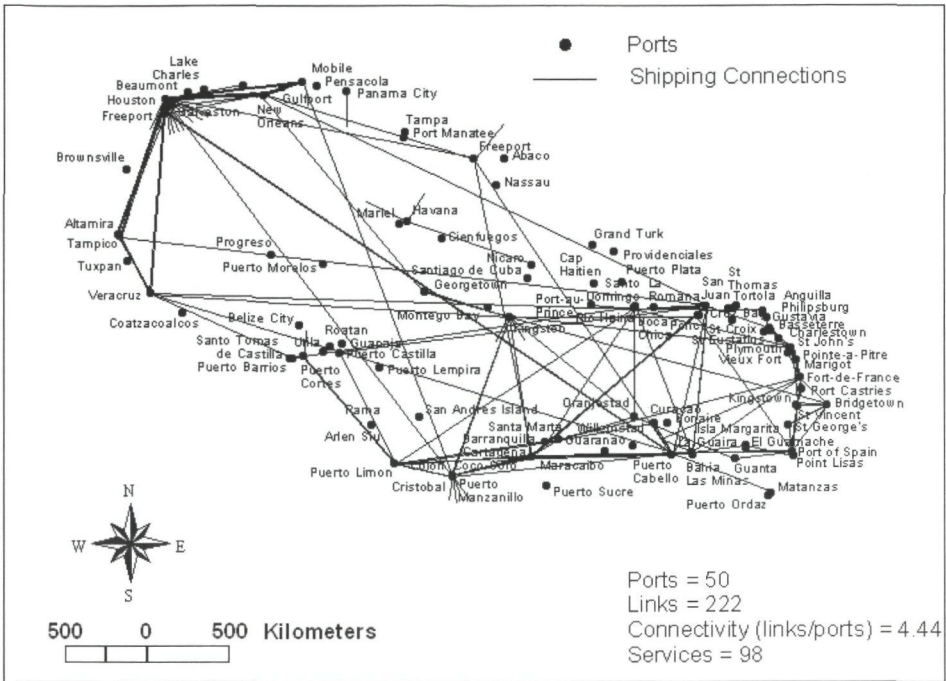 Ports
Shipping Connections
Lake
Charles
Beaumont
Houston
Freeport
Galveston
Mobile
Pensacola
Gulfport
Panama City
New
Orleans
Tampa
Port Manatee
Freeport
Abaco
Nassau
Brownsville
Altamira
Tampico
Tuxpan
Veracruz
Coatzacoalcos
Progreso
Puerto Morelos
Mariel
Havana
Cienfuegos
Nicaro
Santiago de Cuba
Georgetown
Montego Bay
Kingston
Cap
Haitien
Port-au-
Prince
Grand Turk
Providenciales
Puerto Plata
Santo
Domingo
La
Romana
Rio Haina
Boca
Chica
San
Juan
Ponce
St
Thomas
Tortola
Cruz Bay
St Croix
St Eustatius
Anguilla
Philipsburg
Gustavia
Basseterre
Charlestown
St John's
Plymouth
Vieux Fort
Pointe-a-Pitre
Marigot
Fort-de-France
Port Castries
Kingstown
Bridgetown
St Vincent
St George's
Belize City
Santo Tomas
de Castilla
Puerto Barrios
Puerto
Cortes
Utila
Roatan
Guanaja
Puerto Castilla
Puerto Lempira
Rama
Arlen Siu
San Andres Island
Puerto Limon
Cristobal
Colon
Coco Solo
Puerto
Manzanillo
Santa Marta
Barranquilla
Cartagena
Guaranao
Maracaibo
Puerto Sucre
Oranjestad
Willemstad
Curacao
Bonaire
Puerto
Cabello
La Guaira
Isla Margarita
El Guamache
Bahia
Las Minas
Guanta
Port of Spain
Point Lisas
Matanzas
Puerto Ordaz
N
W
E
S
500 0 500 Kilometers
Ports = 50
Links = 222
Connectivity (links/ports) = 4.44
Services = 98